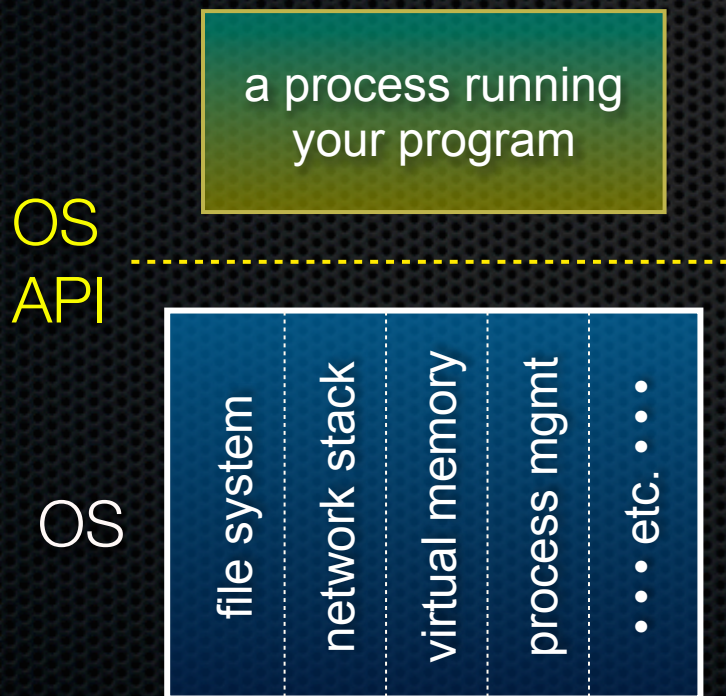 a process running
your program
OS
API
OS
file system
network stack
virtual memory
process mgmt
• • • etc. • • •